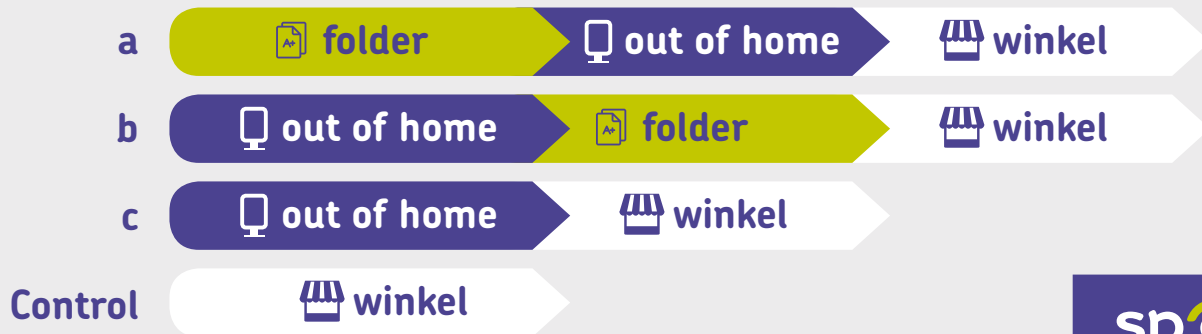 a folder out of home winkel
b out of home folder winkel
c out of home winkel
Control winkel